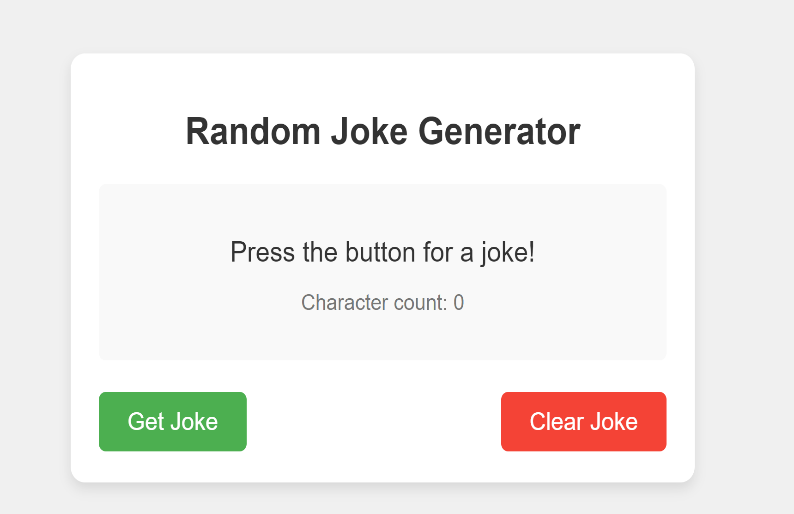 Random Joke Generator
Press the button for a joke!
Character count: 0
Get Joke
Clear Joke